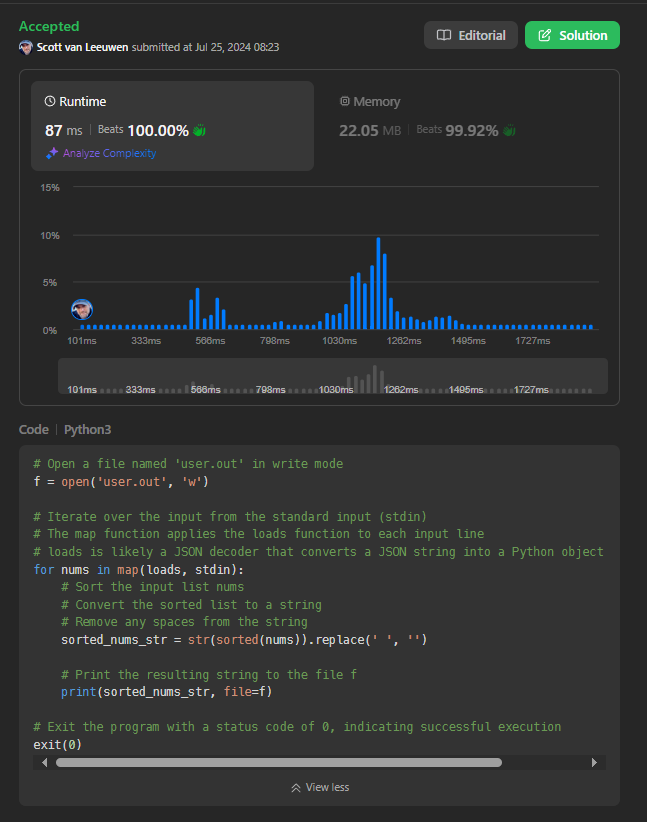 Accepted
Scott van Leeuwen submitted at Jul 25, 2024 08:23
Editorial
Solution
Runtime
87 ms | Beats 100.00%
Analyze Complexity
Memory
22.05 MB | Beats 99.92%
15%
10%
5%
0%
101ms 333ms 566ms 798ms 1030ms 1262ms 1495ms 1727ms
101ms 333ms 566ms 798ms 1030ms 1262ms 1495ms 1727ms
Code | Python3
# Open a file named 'user.out' in write mode
f = open('user.out', 'w')
# Iterate over the input from the standard input (stdin)
# The map function applies the loads function to each input line
# loads is likely a JSON decoder that converts a JSON string into a Python object
for nums in map(loads, stdin):
    # Sort the input list nums
    # Convert the sorted list to a string
    # Remove any spaces from the string
    sorted_nums_str = str(sorted(nums)).replace(' ', '')
    # Print the resulting string to the file f
    print(sorted_nums_str, file=f)
# Exit the program with a status code of 0, indicating successful execution
exit(0)
View less